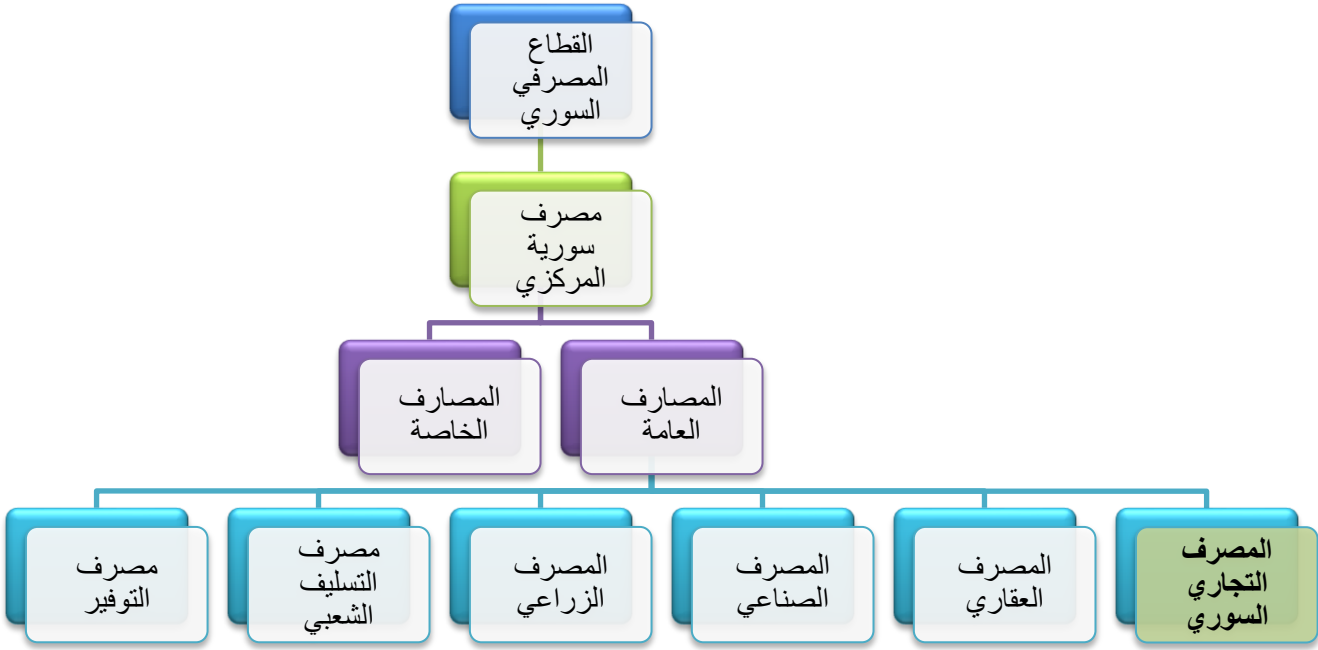 القطاع
المصرفي
السوري
مصرف
سورية
المركزي
المصارف
العامة
المصارف
الخاصة
المصرف
التجاري
السوري
المصرف
العقاري
المصرف
الصناعي
المصرف
الزراعي
مصرف
التسليف
الشعبي
مصرف
التوفير